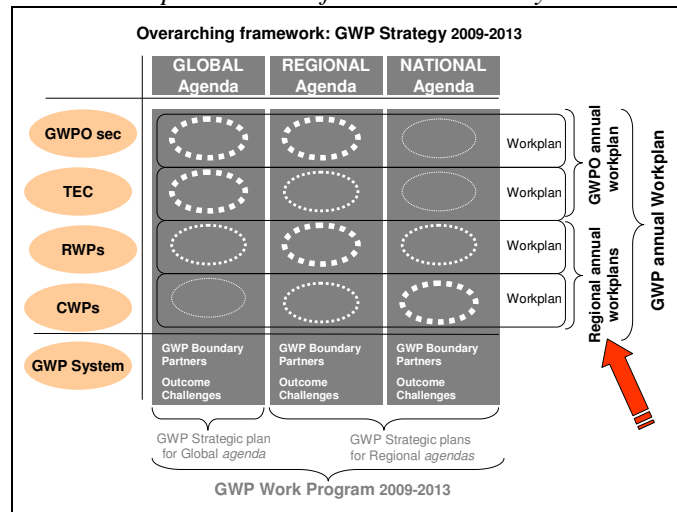 Overarching framework: GWP Strategy 2009-2013
GLOBAL
Agenda
REGIONAL
Agenda
NATIONAL
Agenda
GWPO sec
Workplan
TEC
Workplan
RWPs
Workplan
CWPs
Workplan
GWPO annual
workplan
Regional annual
workplans
GWP annual Workplan
GWP System
GWP Boundary
Partners
Outcome
Challenges
GWP Boundary
Partners
Outcome
Challenges
GWP Boundary
Partners
Outcome
Challenges
GWP Strategic plan
for Global agenda
GWP Strategic plans
for Regional agendas
GWP Work Program 2009-2013